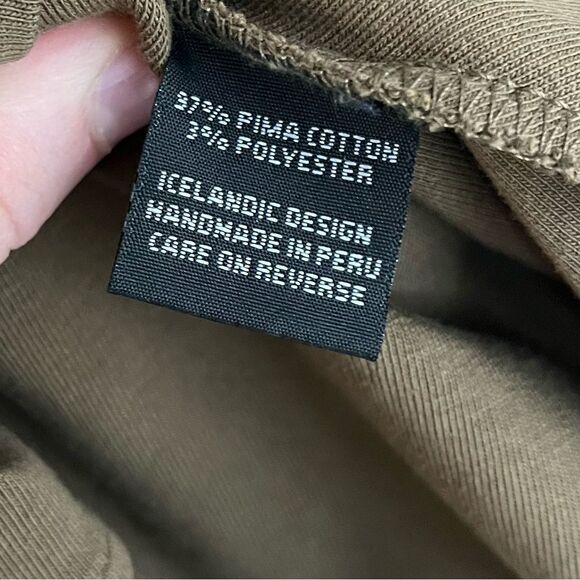 97% PIMA COTTON
3% POLYESTER
ICELANDIC DESIGN
HANDMADE IN PERU
CARE ON REVERSE